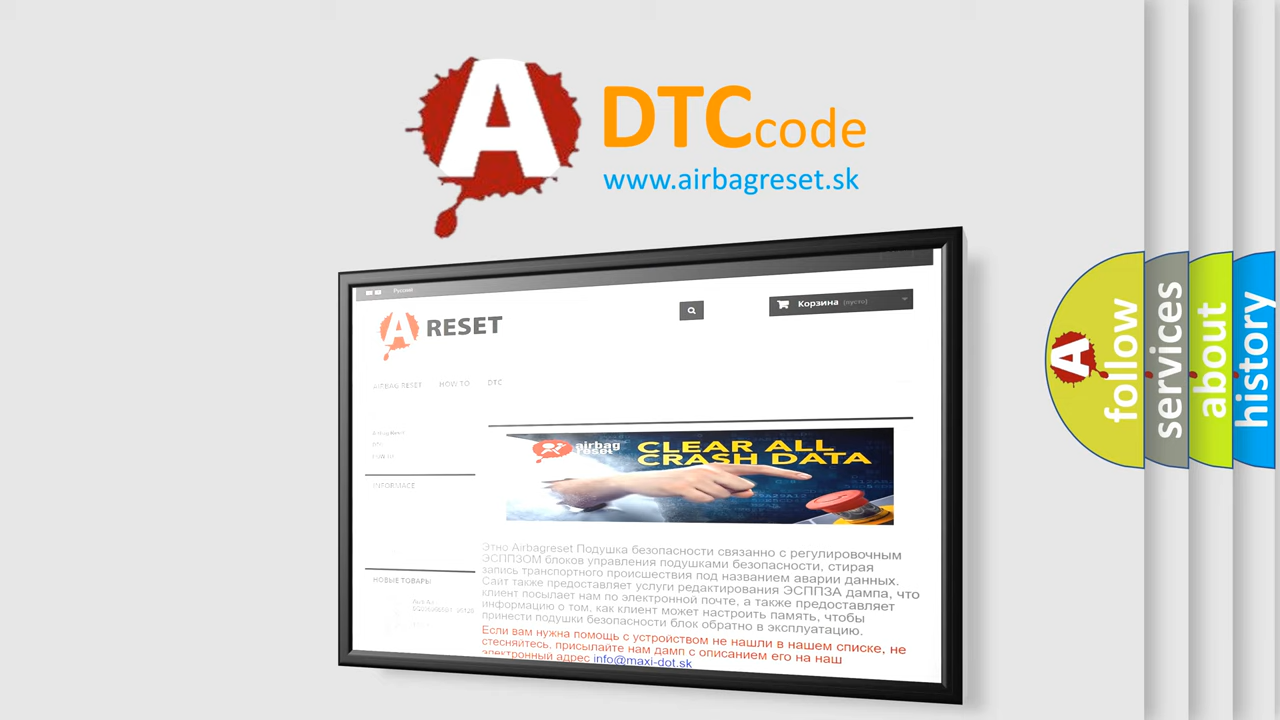 A DTCcode
www.airbagreset.sk
Русский
A RESET
Корзина (пусто)
AIRBAG RESET HOW TO DTC
INFORMACE
airbag
reset
CLEAR ALL
CRASH DATA
Этно Airbagreset Подушка безопасности связанно с регулировочным
ЭСППЗОМ блоков управления подушками безопасности, стирая
запись транспортного происшествия под названием аварии данных.
Сайт также предоставляет услуги редактирования ЭСППЗА дампа, что
клиент посылает нам по электронной почте, а также предоставляет
информацию о том, как клиент может настроить память, чтобы
принести подушки безопасности блок обратно в эксплуатацию.
Если вам нужна помощь с устройством не нашли в нашем списке, не
стесняйтесь, присылайте нам дамп с описанием его на наш
электронный адрес info@maxi-dot.sk
НОВЫЕ ТОВАРЫ
A
follow
services
about
history